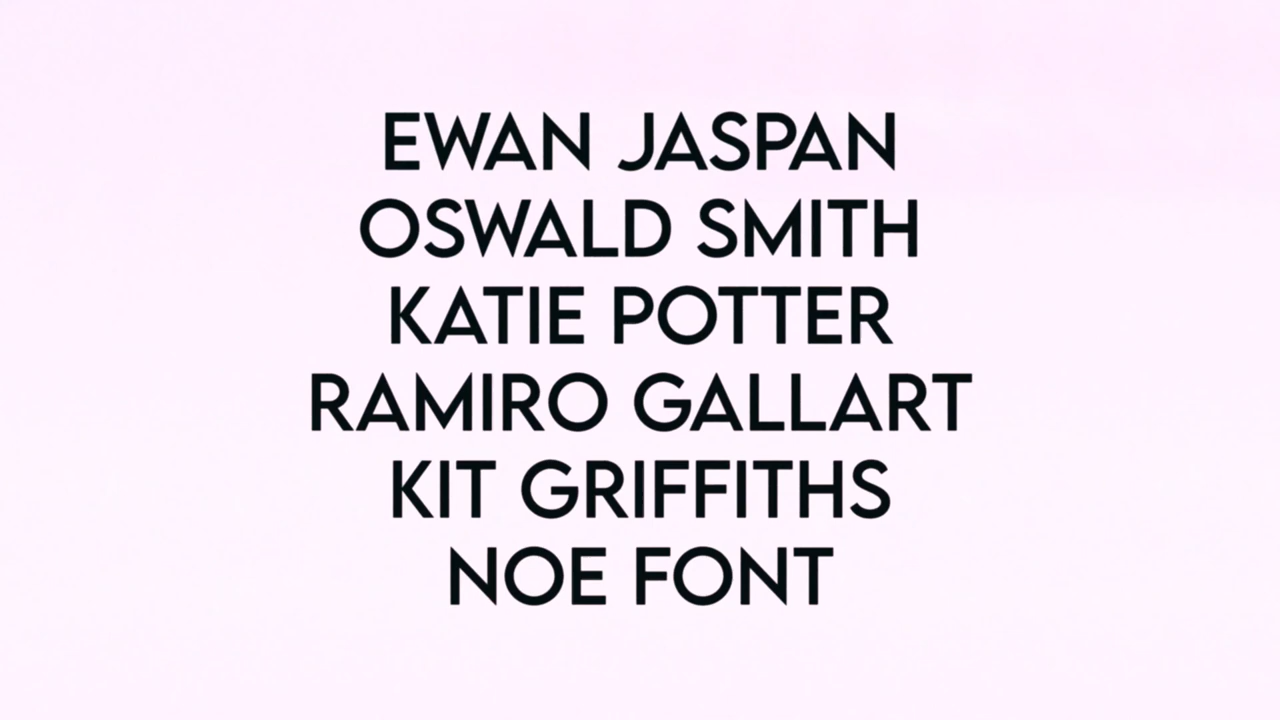 EWAN JASPAN
OSWALD SMITH
KATIE POTTER
RAMIRO GALLART
KIT GRIFFITHS
NOE FONT